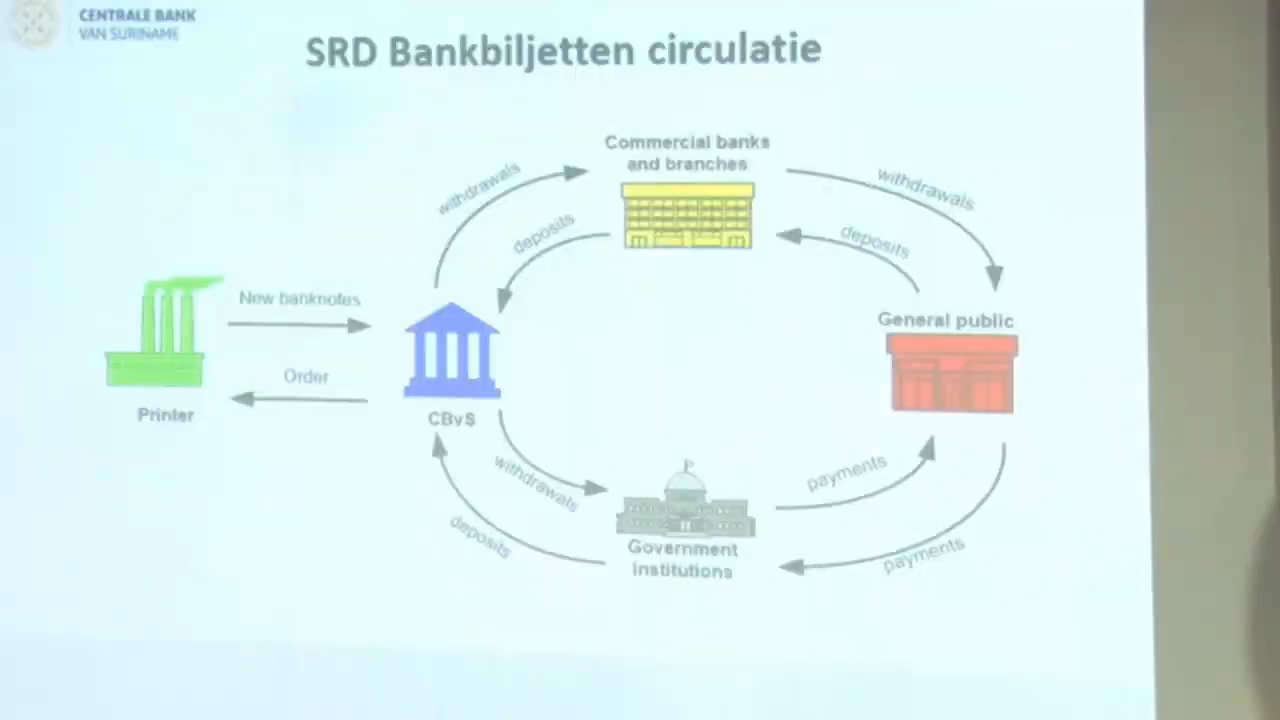 CENTRALE BANK
VAN SURINAME
SRD Bankbiljetten circulatie
Commercial banks
and branches
withdrawals
withdrawals
deposits
deposits
New banknotes
General public
Order
Printer
CBvS
withdrawals
payments
deposits
Government
institutions
payments